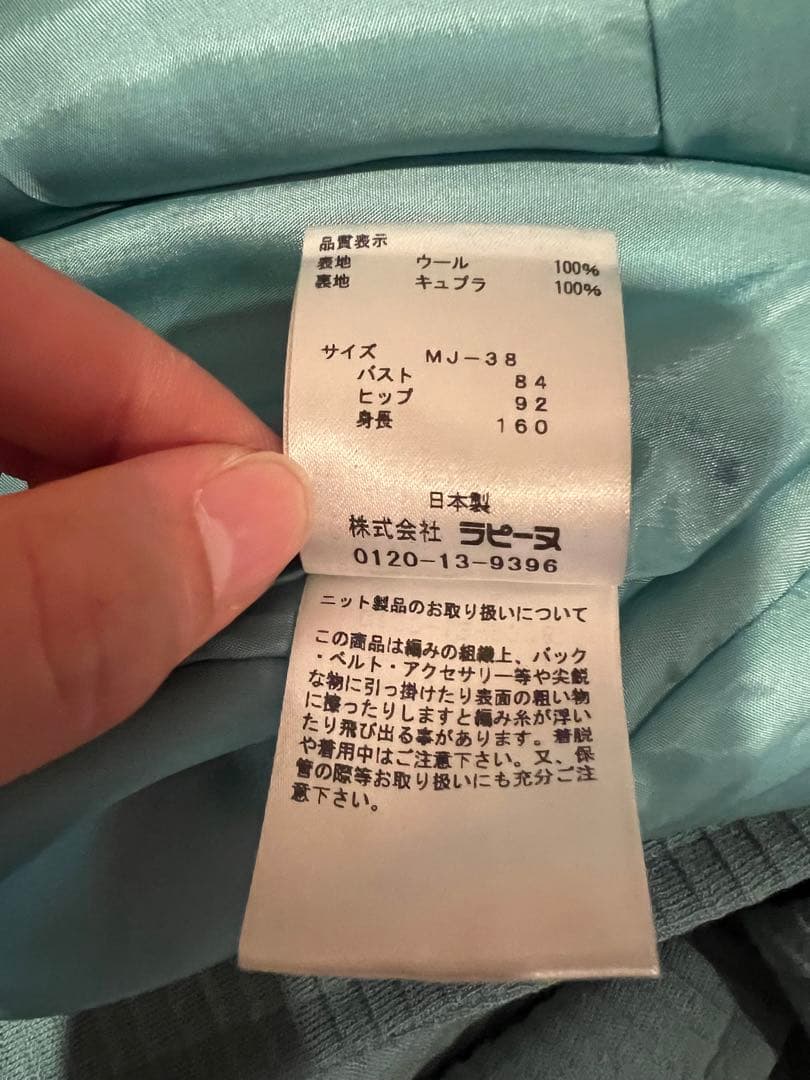 品質表示
表地 ウール 100%
裏地 キュプラ 100%
サイズ MJ-38
バスト 84
ヒップ 92
身長 160
日本製
株式会社 ラピーヌ
0120-13-9396
ニット製品のお取り扱いについて
この商品は編みの組織上、バック
・ベルト・アクセサリー等や尖鋭
な物に引っ掛けたり表面の粗い物
に擦ったりしますと編み糸が浮い
たり飛び出る事があります。着脱
や着用中はご注意下さい。又、保
管の際等お取り扱いにも充分ご注
意下さい。